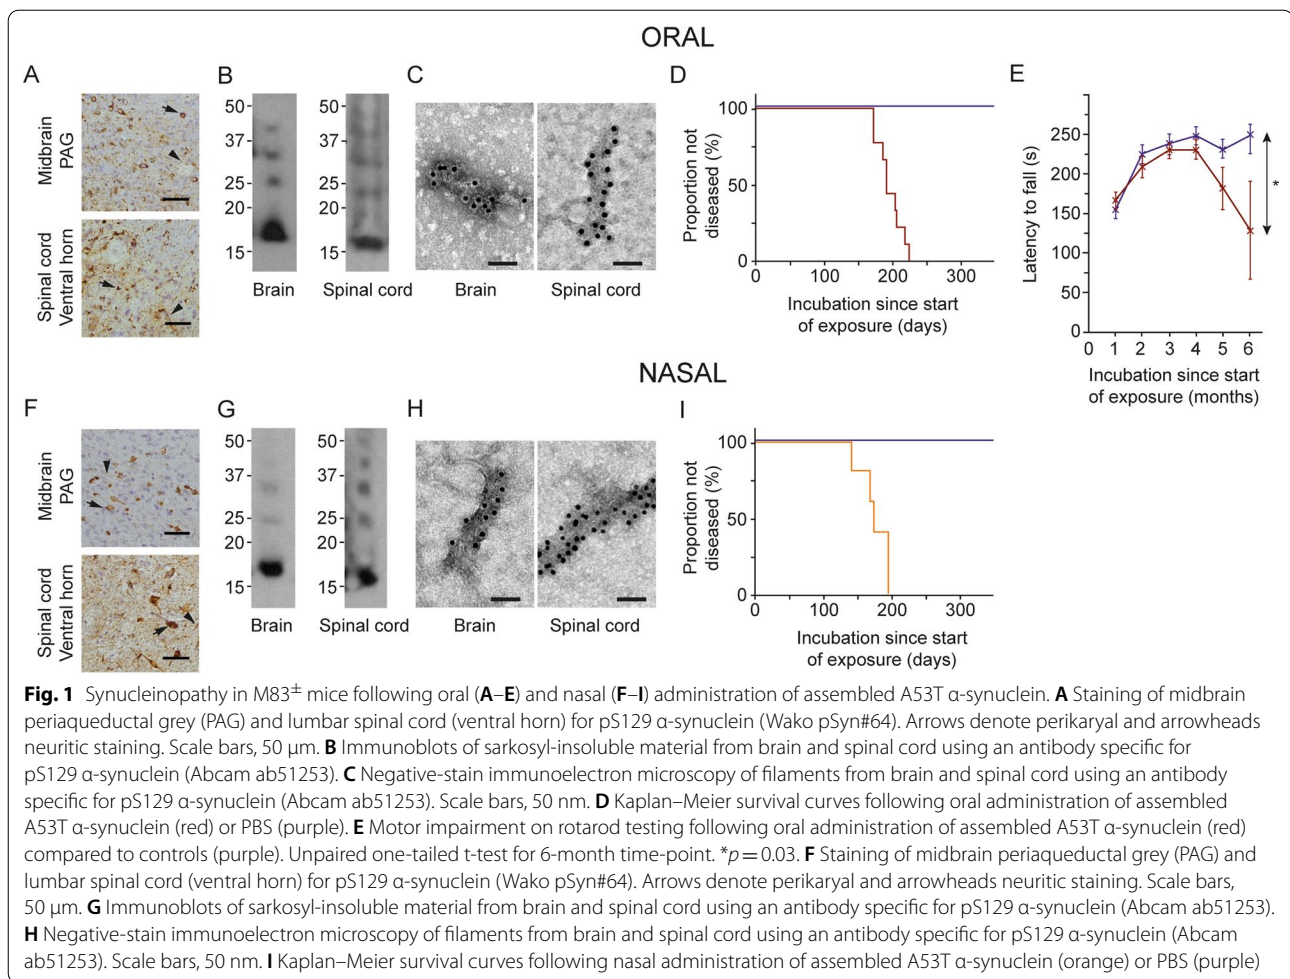 ORAL
A
B
C
D
E
Midbrain
PAG
Spinal cord
Ventral horn
50
37
25
20
15
Brain
50
37
25
20
15
Spinal cord
Brain
Spinal cord
Proportion not
diseased (%)
100
50
0
0 100 200 300
Incubation since start
of exposure (days)
Latency to fall (s)
250
200
150
100
50
0
0 1 2 3 4 5 6
*
Incubation since start
of exposure (months)
NASAL
F
G
H
I
Midbrain
PAG
Spinal cord
Ventral horn
50
37
25
20
15
Brain
50
37
25
20
15
Spinal cord
Brain
Spinal cord
Proportion not
diseased (%)
100
50
0
0 100 200 300
Incubation since start
of exposure (days)
Fig. 1 Synucleinopathy in M83± mice following oral (A–E) and nasal (F–I) administration of assembled A53T α-synuclein. A Staining of midbrain
periaqueductal grey (PAG) and lumbar spinal cord (ventral horn) for pS129 α-synuclein (Wako pSyn#64). Arrows denote perikaryal and arrowheads
neuritic staining. Scale bars, 50 µm. B Immunoblots of sarkosyl-insoluble material from brain and spinal cord using an antibody specific for
pS129 α-synuclein (Abcam ab51253). C Negative-stain immunoelectron microscopy of filaments from brain and spinal cord using an antibody
specific for pS129 α-synuclein (Abcam ab51253). Scale bars, 50 nm. D Kaplan–Meier survival curves following oral administration of assembled
A53T α-synuclein (red) or PBS (purple). E Motor impairment on rotarod testing following oral administration of assembled A53T α-synuclein (red)
compared to controls (purple). Unpaired one-tailed t-test for 6-month time-point. *p = 0.03. F Staining of midbrain periaqueductal grey (PAG) and
lumbar spinal cord (ventral horn) for pS129 α-synuclein (Wako pSyn#64). Arrows denote perikaryal and arrowheads neuritic staining. Scale bars,
50 µm. G Immunoblots of sarkosyl-insoluble material from brain and spinal cord using an antibody specific for pS129 α-synuclein (Abcam ab51253).
H Negative-stain immunoelectron microscopy of filaments from brain and spinal cord using an antibody specific for pS129 α-synuclein (Abcam
ab51253). Scale bars, 50 nm. I Kaplan–Meier survival curves following nasal administration of assembled A53T α-synuclein (orange) or PBS (purple)